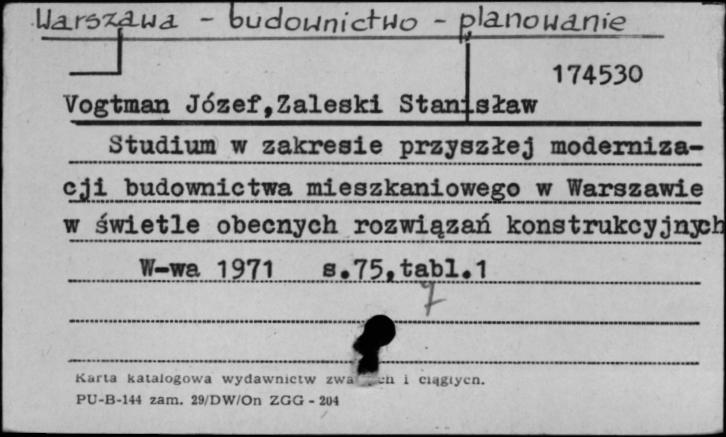 Warszawa - budownictwo - planowanie
174530
Vogtman Józef,Zaleski Stanisław
Studium w zakresie przyszłej moderniza-
cji budownictwa mieszkaniowego w Warszawie
w świetle obecnych rozwiązań konstrukcyjnych
W-wa 1971 s.75,tabl.1
7
Karta katalogowa wydawnictw i ciągłych.
PU-B-144 zam. 29/DW/On ZGG - 204